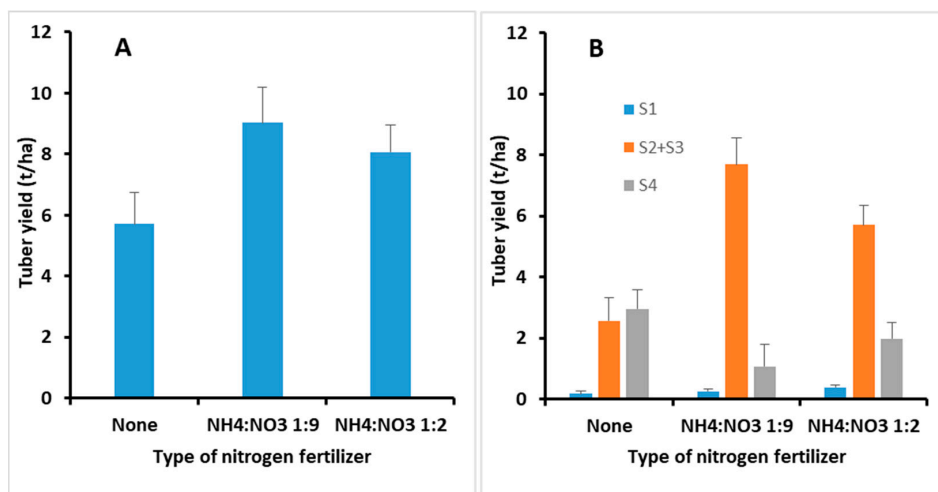 A
Tuber yield (t/ha)
12
10
8
6
4
2
0
None NH4:NO3 1:9 NH4:NO3 1:2
Type of nitrogen fertilizer
B
Tuber yield (t/ha)
12
10
8
6
4
2
0
S1
S2+S3
S4
None NH4:NO3 1:9 NH4:NO3 1:2
Type of nitrogen fertilizer